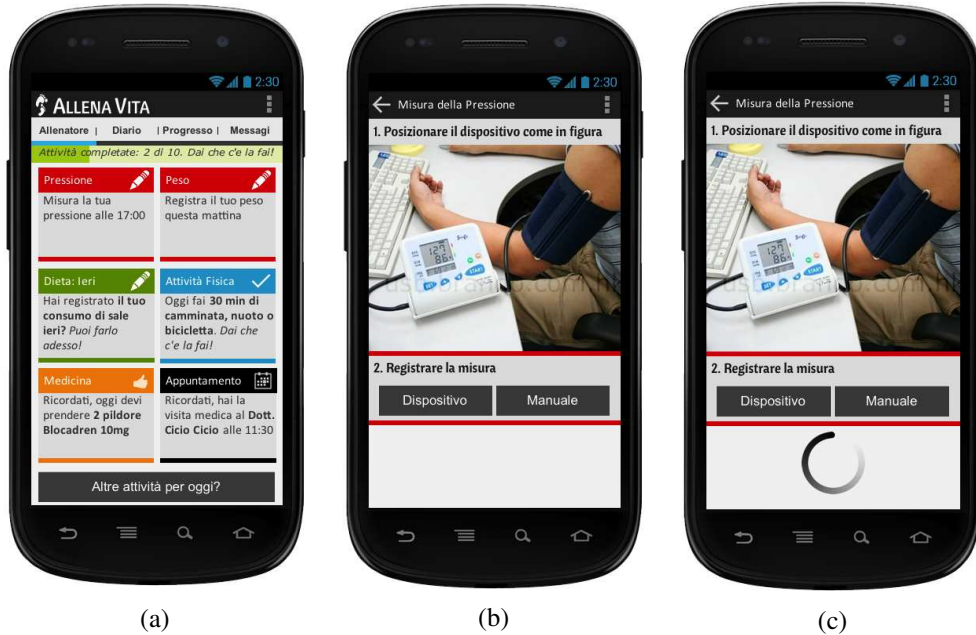 2:30
ALLENA VITA
Allenatore | Diario | Progresso | Messagi
Attività completate: 2 di 10. Dai che c'e la fai!
Pressione
Misura la tua
pressione alle 17:00
Peso
Registra il tuo peso
questa mattina
Dieta: Ieri
Hai registrato il tuo
consumo di sale
ieri? Puoi farlo
adesso!
Attività Fisica
Oggi fai 30 min di
camminata, nuoto o
bicicletta. Dai che
c'e la fai!
Medicina
Ricordati, oggi devi
prendere 2 pildore
Blocadren 10mg
Appuntamento
Ricordati, hai la
visita medica al Dott.
Cicio Cicio alle 11:30
Altre attività per oggi?
(a)
2:30
Misura della Pressione
1. Posizionare il dispositivo come in figura
127
86
START
2. Registrare la misura
Dispositivo
Manuale
(b)
2:30
Misura della Pressione
1. Posizionare il dispositivo come in figura
127
86
START
2. Registrare la misura
Dispositivo
Manuale
(c)